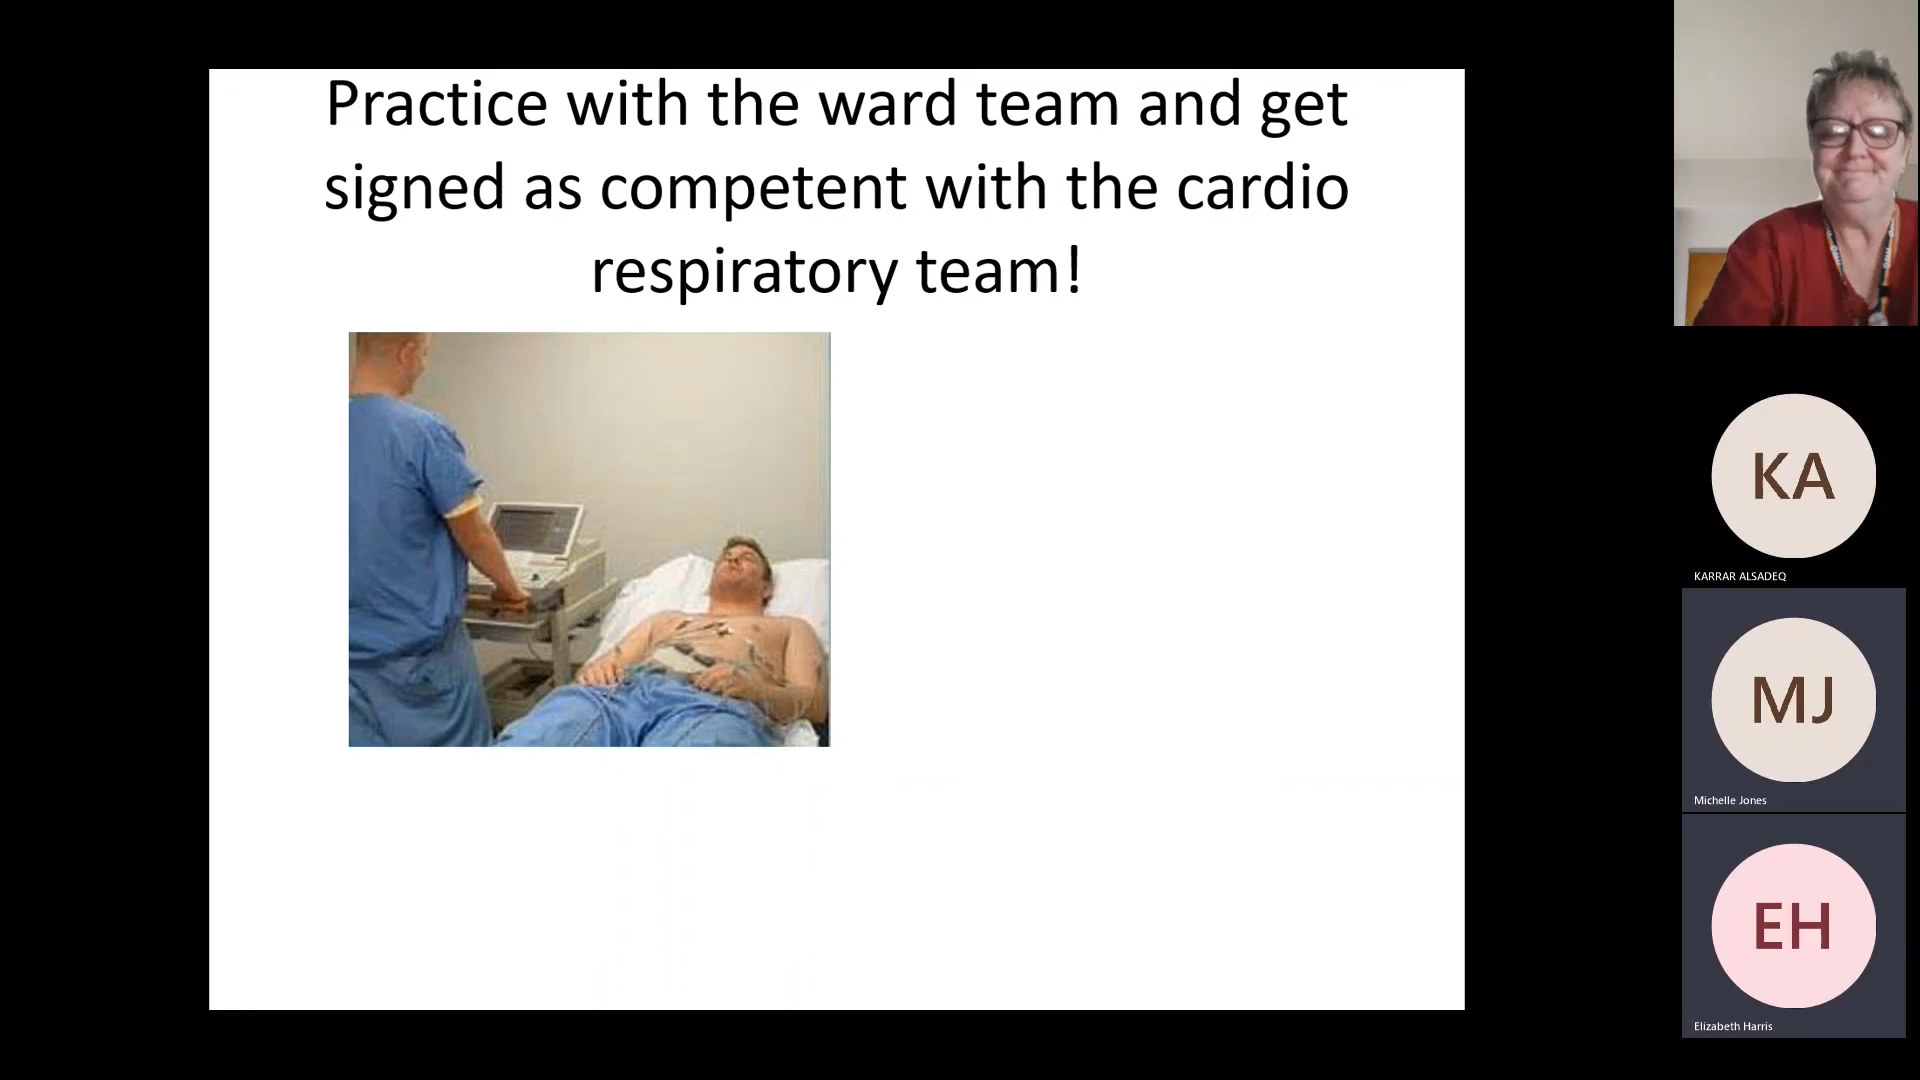 Practice with the ward team and get
signed as competent with the cardio
respiratory team!
KA
KARRAR ALSADEQ
MJ
Michelle Jones
EH
Elizabeth Harris